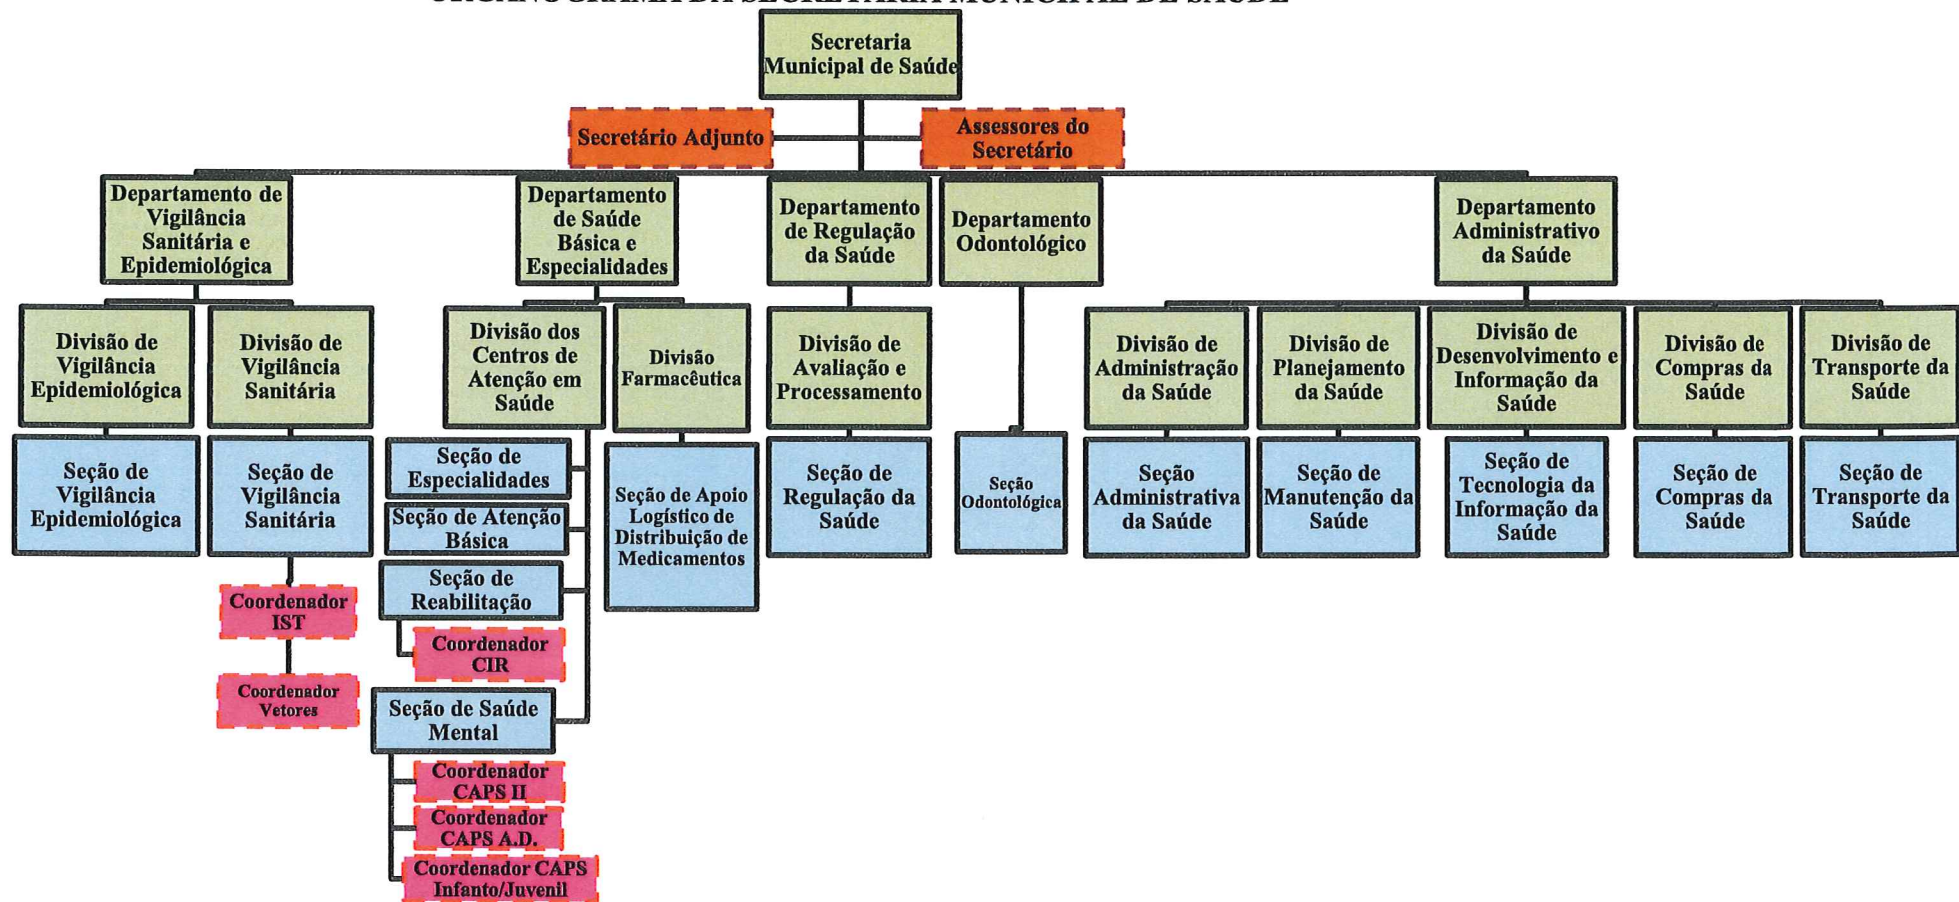 ORGANOGRAMA DA SECRETARIA MUNICIPAL DE SAÚDE
Secretaria
Municipal de Saúde
Secretário Adjunto
Assessores do
Secretário
Departamento de
Vigilância
Sanitária e
Epidemiológica
Departamento
de Saúde
Básica e
Especialidades
Departamento
de Regulação
da Saúde
Departamento
Odontológico
Departamento
Administrativo
da Saúde
Divisão de
Vigilância
Epidemiológica
Divisão de
Vigilância
Sanitária
Divisão dos
Centros de
Atenção em
Saúde
Divisão
Farmacêutica
Divisão de
Avaliação e
Processamento
Divisão de
Administração
da Saúde
Divisão de
Planejamento
da Saúde
Divisão de
Desenvolvimento e
Informação da
Saúde
Divisão de
Compras da
Saúde
Divisão de
Transporte da
Saúde
Seção de
Vigilância
Epidemiológica
Seção de
Vigilância
Sanitária
Seção de
Especialidades
Seção de Atenção
Básica
Seção de
Reabilitação
Seção de Apoio
Logístico de
Distribuição de
Medicamentos
Seção de
Regulação da
Saúde
Seção
Odontológica
Seção
Administrativa
da Saúde
Seção de
Manutenção da
Saúde
Seção de
Tecnologia da
Informação da
Saúde
Seção de
Compras da
Saúde
Seção de
Transporte da
Saúde
Coordenador
IST
Coordenador
Vetores
Coordenador
CIR
Seção de Saúde
Mental
Coordenador
CAPS II
Coordenador
CAPS A.D.
Coordenador CAPS
Infanto/Juvenil